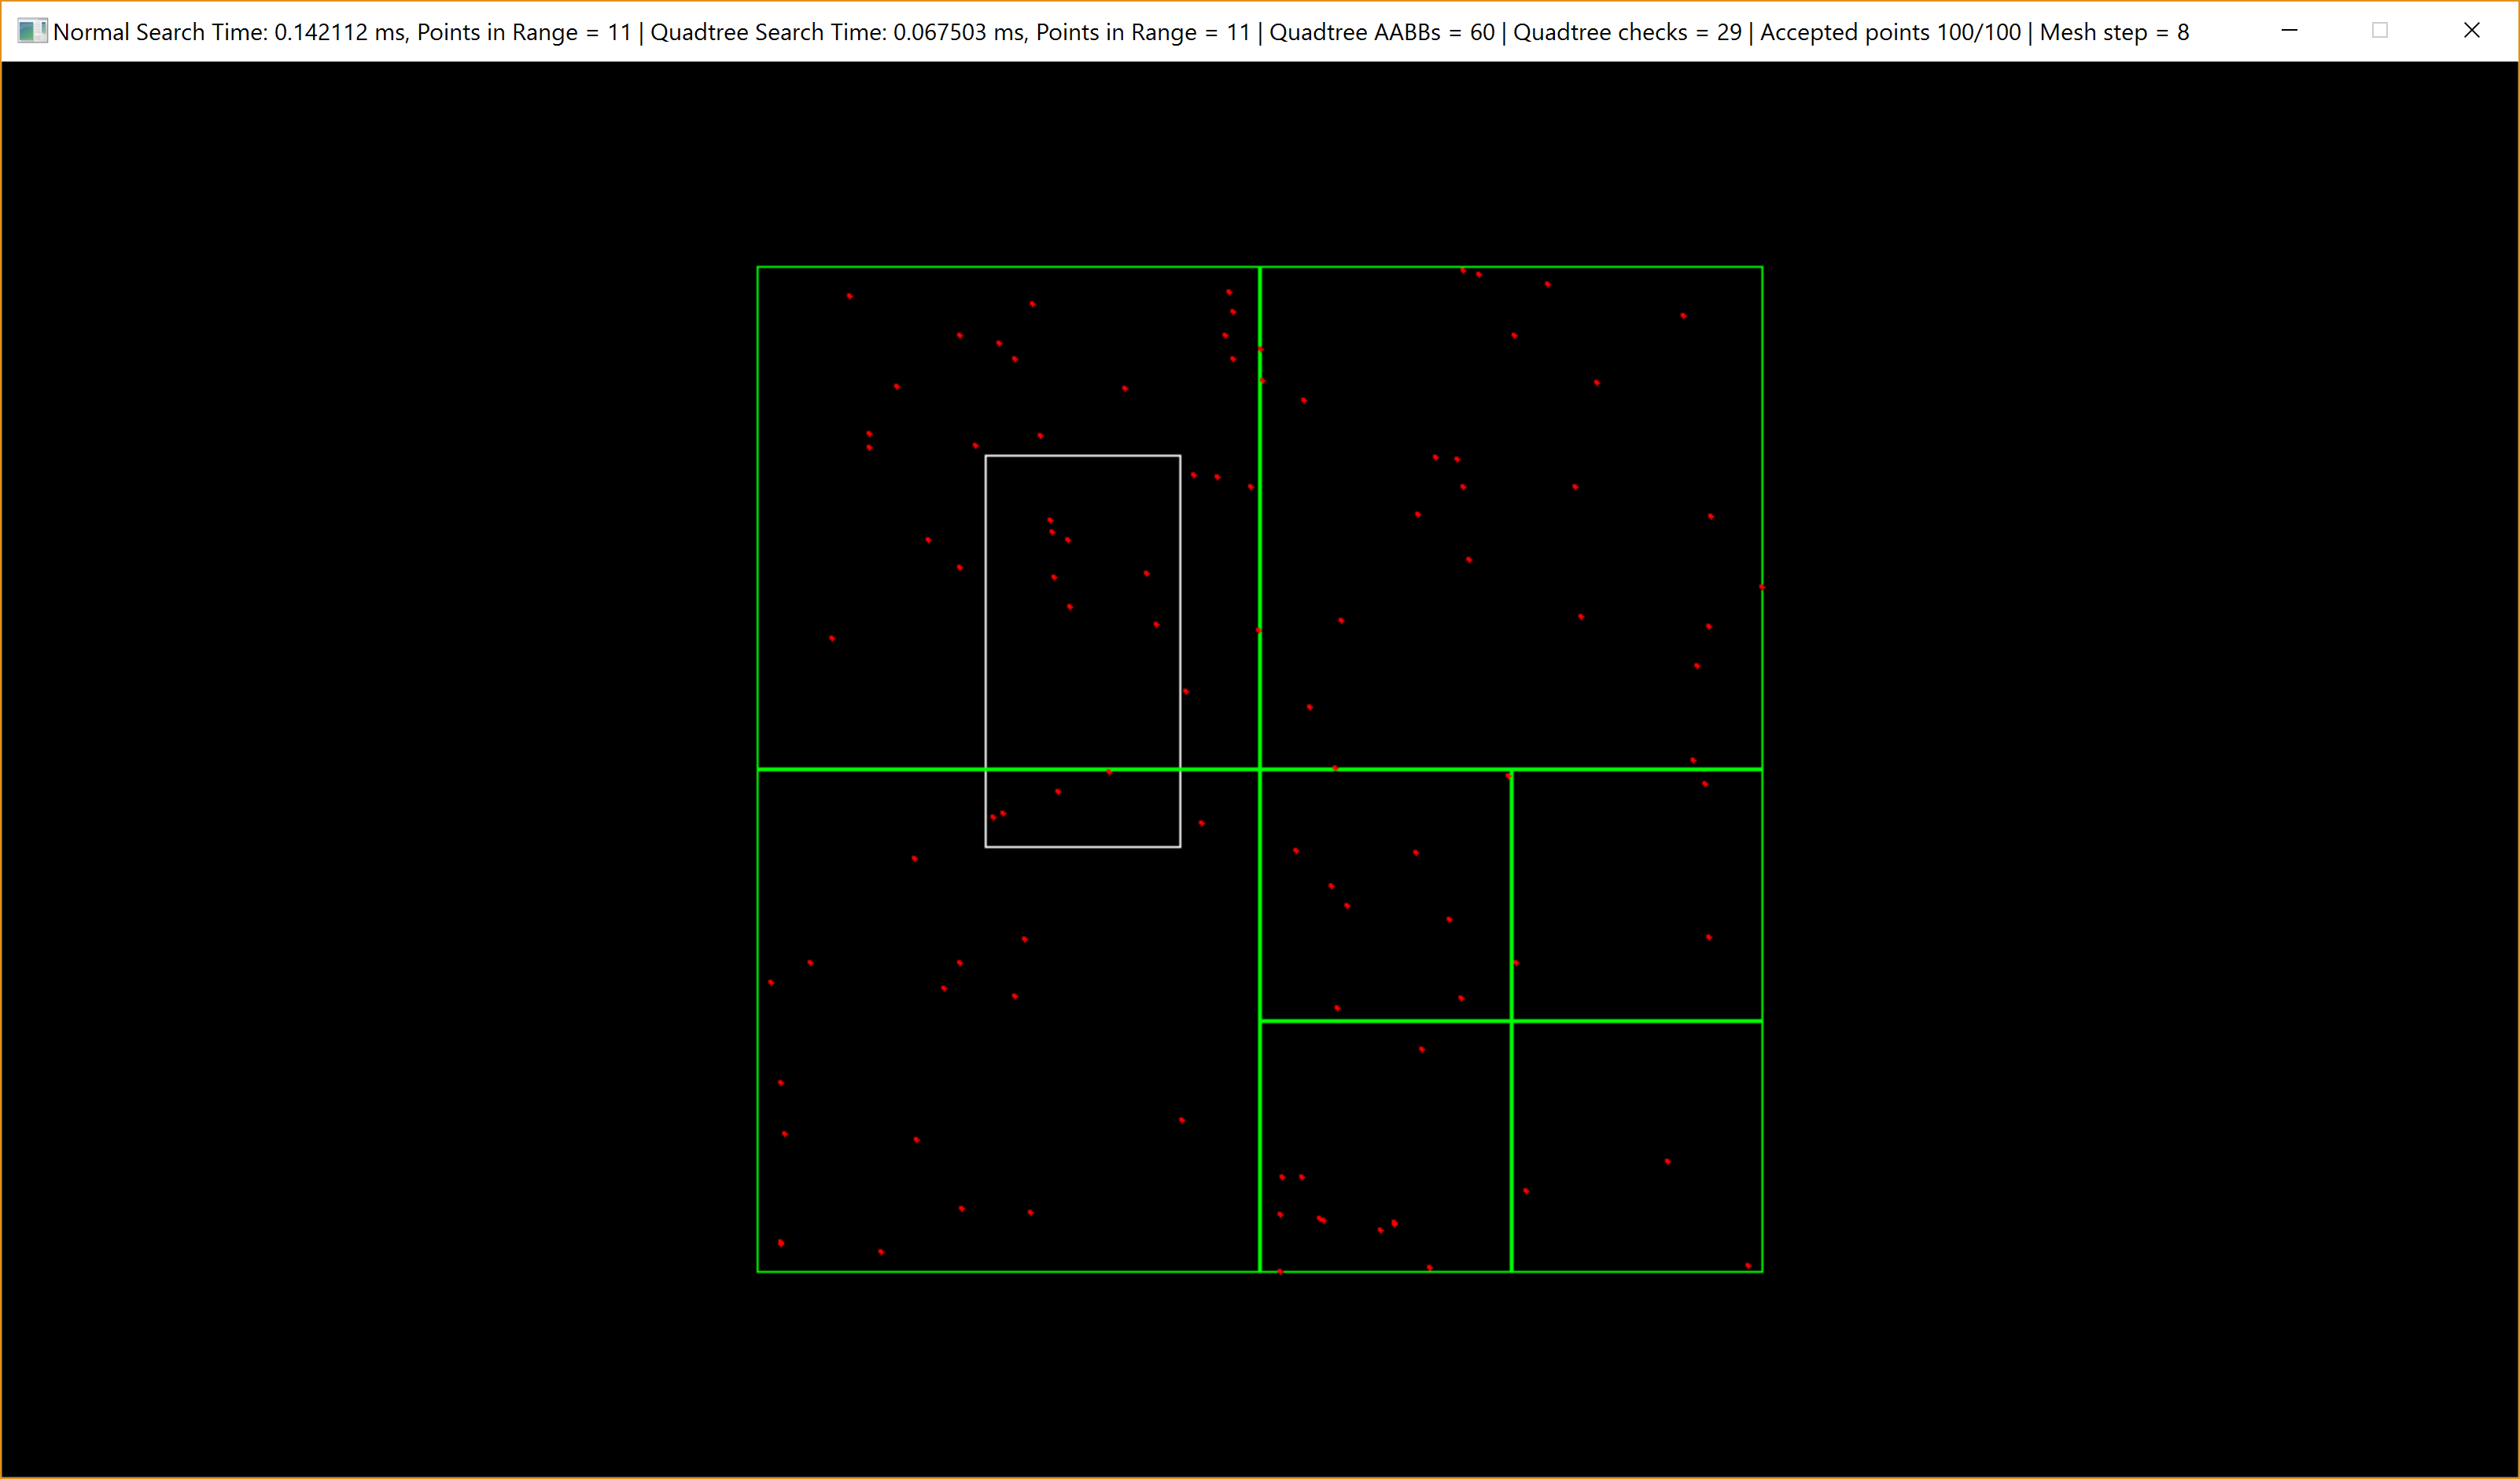 Normal Search Time: 0.142112 ms, Points in Range = 11 | Quadtree Search Time: 0.067503 ms, Points in Range = 11 | Quadtree AABBs = 60 | Quadtree checks = 29 | Accepted points 100/100 | Mesh step = 8